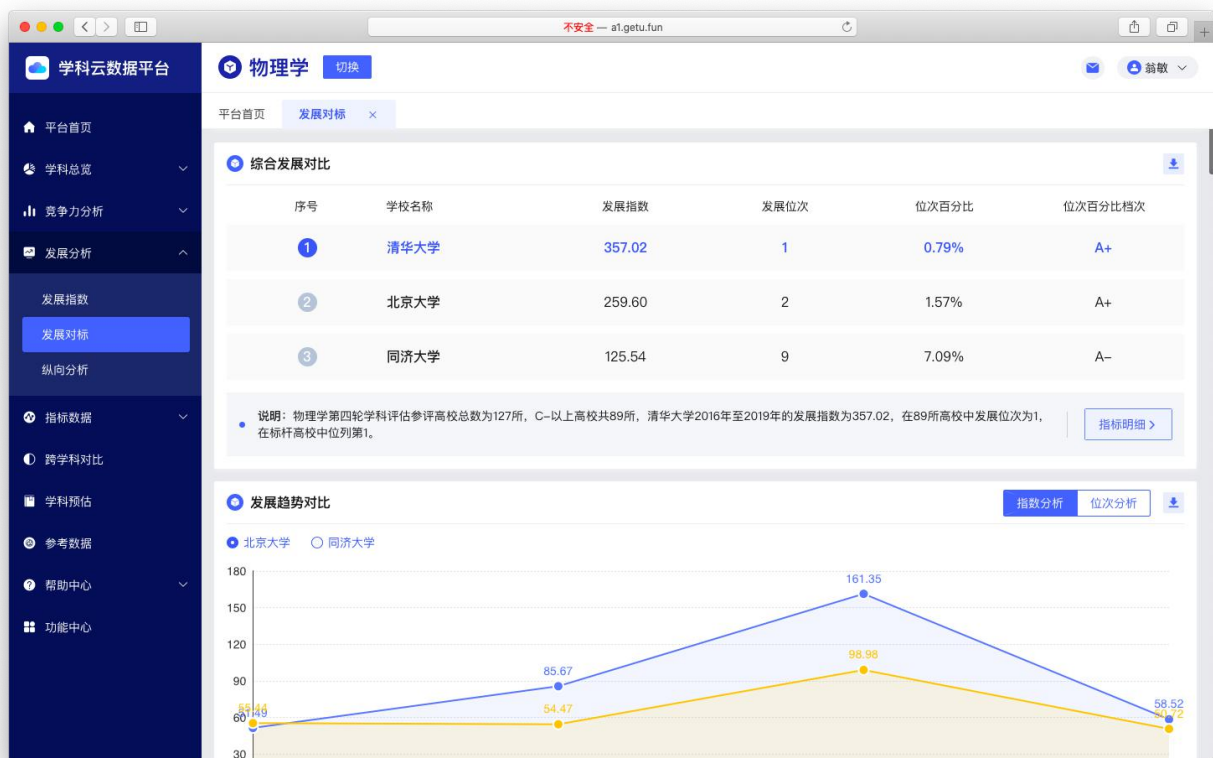 不安全 — a1.getu.fun
学科云数据平台
物理学 切换
翁敏
平台首页 发展对标 ×
平台首页
学科总览
竞争力分析
发展分析
发展指数
发展对标
纵向分析
指标数据
跨学科对比
学科预估
参考数据
帮助中心
功能中心
综合发展对比
序号 学校名称 发展指数 发展位次 位次百分比 位次百分比档次
1 清华大学 357.02 1 0.79% A+
2 北京大学 259.60 2 1.57% A+
3 同济大学 125.54 9 7.09% A–
说明：物理学第四轮学科评估参评高校总数为127所，C–以上高校共89所，清华大学2016年至2019年的发展指数为357.02，在89所高校中发展位次为1，
在标杆高校中位列第1。
指标明细
发展趋势对比
指数分析 位次分析
北京大学 同济大学
180
161.35
150
120
98.98
90
85.67
54.47
58.52
60
30